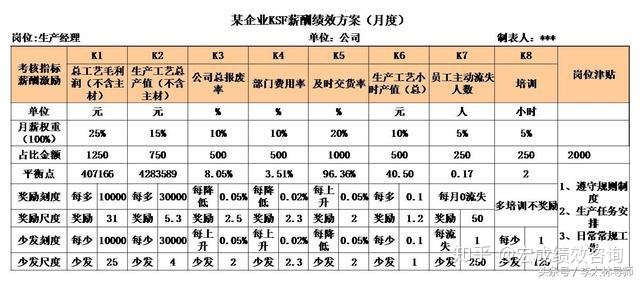 某企业KSF薪酬绩效方案（月度）
岗位:生产经理 单位：公司 制表人：***
考核指标 薪酬激励 K1 K2 K3 K4 K5 K6 K7 K8 岗位津贴
总工艺毛利润（不含主材） 生产工艺总产值（不含主材） 公司总报废率 部门费用率 及时交货率 生产工艺小时产值（总） 员工主动流失人数 培训
单位 元 元 % % % 元 人 小时
月薪权重（100%） 25% 15% 10% 10% 20% 10% 5% 5%
占比金额 1250 750 500 500 1000 500 250 250 2000
平衡点 407166 4283589 8.05% 3.51% 96.36% 40.50 0.17 2
1、遵守规则制度
2、生产任务安排
3、日常常规工作
奖励刻度 每多 10000 每多 30000 每降低 0.05% 每降低 0.02% 每上升 0.05% 每多 0.1 每月0流失 多培训不奖励
奖励尺度 奖励 31 奖励 5.3 奖励 2.5 奖励 2.3 奖励 5 奖励 1.2 奖励 50
少发刻度 每少 10000 每少 30000 每上升 0.05% 每上升 0.02% 每降低 0.05% 每少 0.1 每流失 1 每少 1
少发尺度 少发 25 少发 4 少发 2 少发 2.3 少发 2 少发 1 少发 250 少发 125
知乎 @宏成绩效咨询
头条号／李大林导师